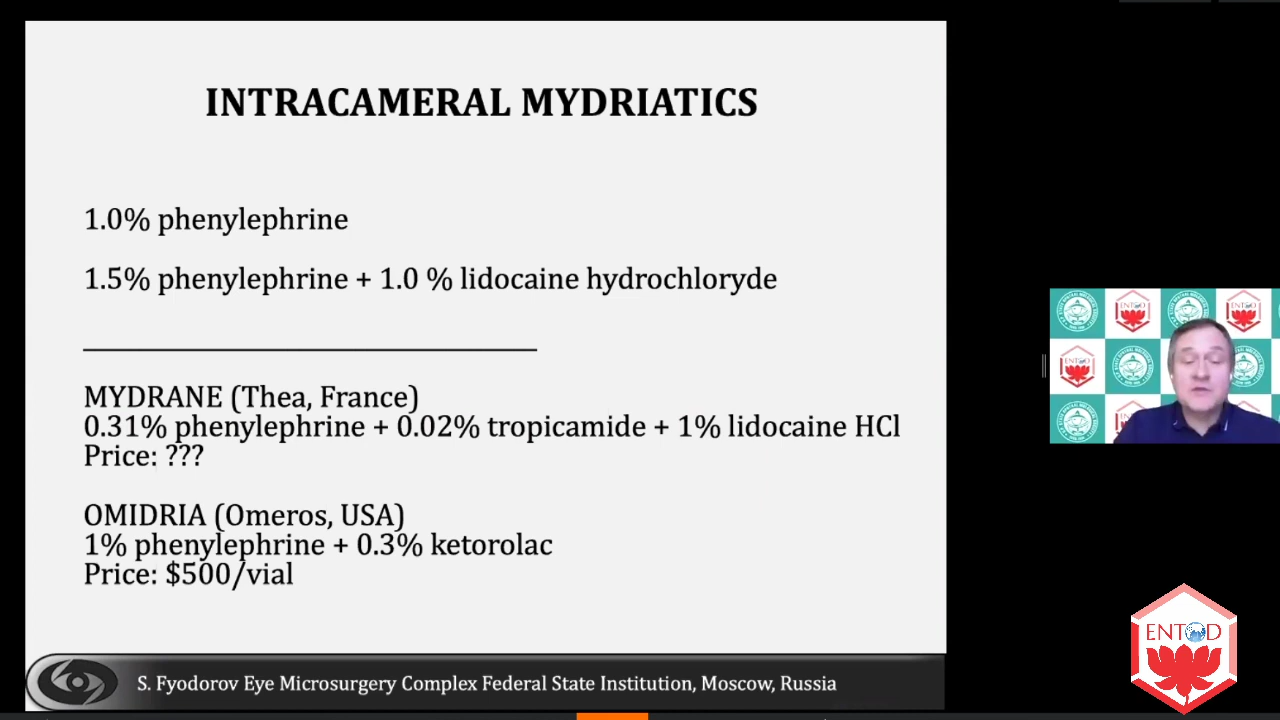 INTRACAMERAL MYDRIATICS
1.0% phenylephrine
1.5% phenylephrine + 1.0 % lidocaine hydrochloryde
MYDRANE (Thea, France)
0.31% phenylephrine + 0.02% tropicamide + 1% lidocaine HCl
Price: ???
OMIDRIA (Omeros, USA)
1% phenylephrine + 0.3% ketorolac
Price: $500/vial
S. Fyodorov Eye Microsurgery Complex Federal State Institution, Moscow, Russia
ENTOD